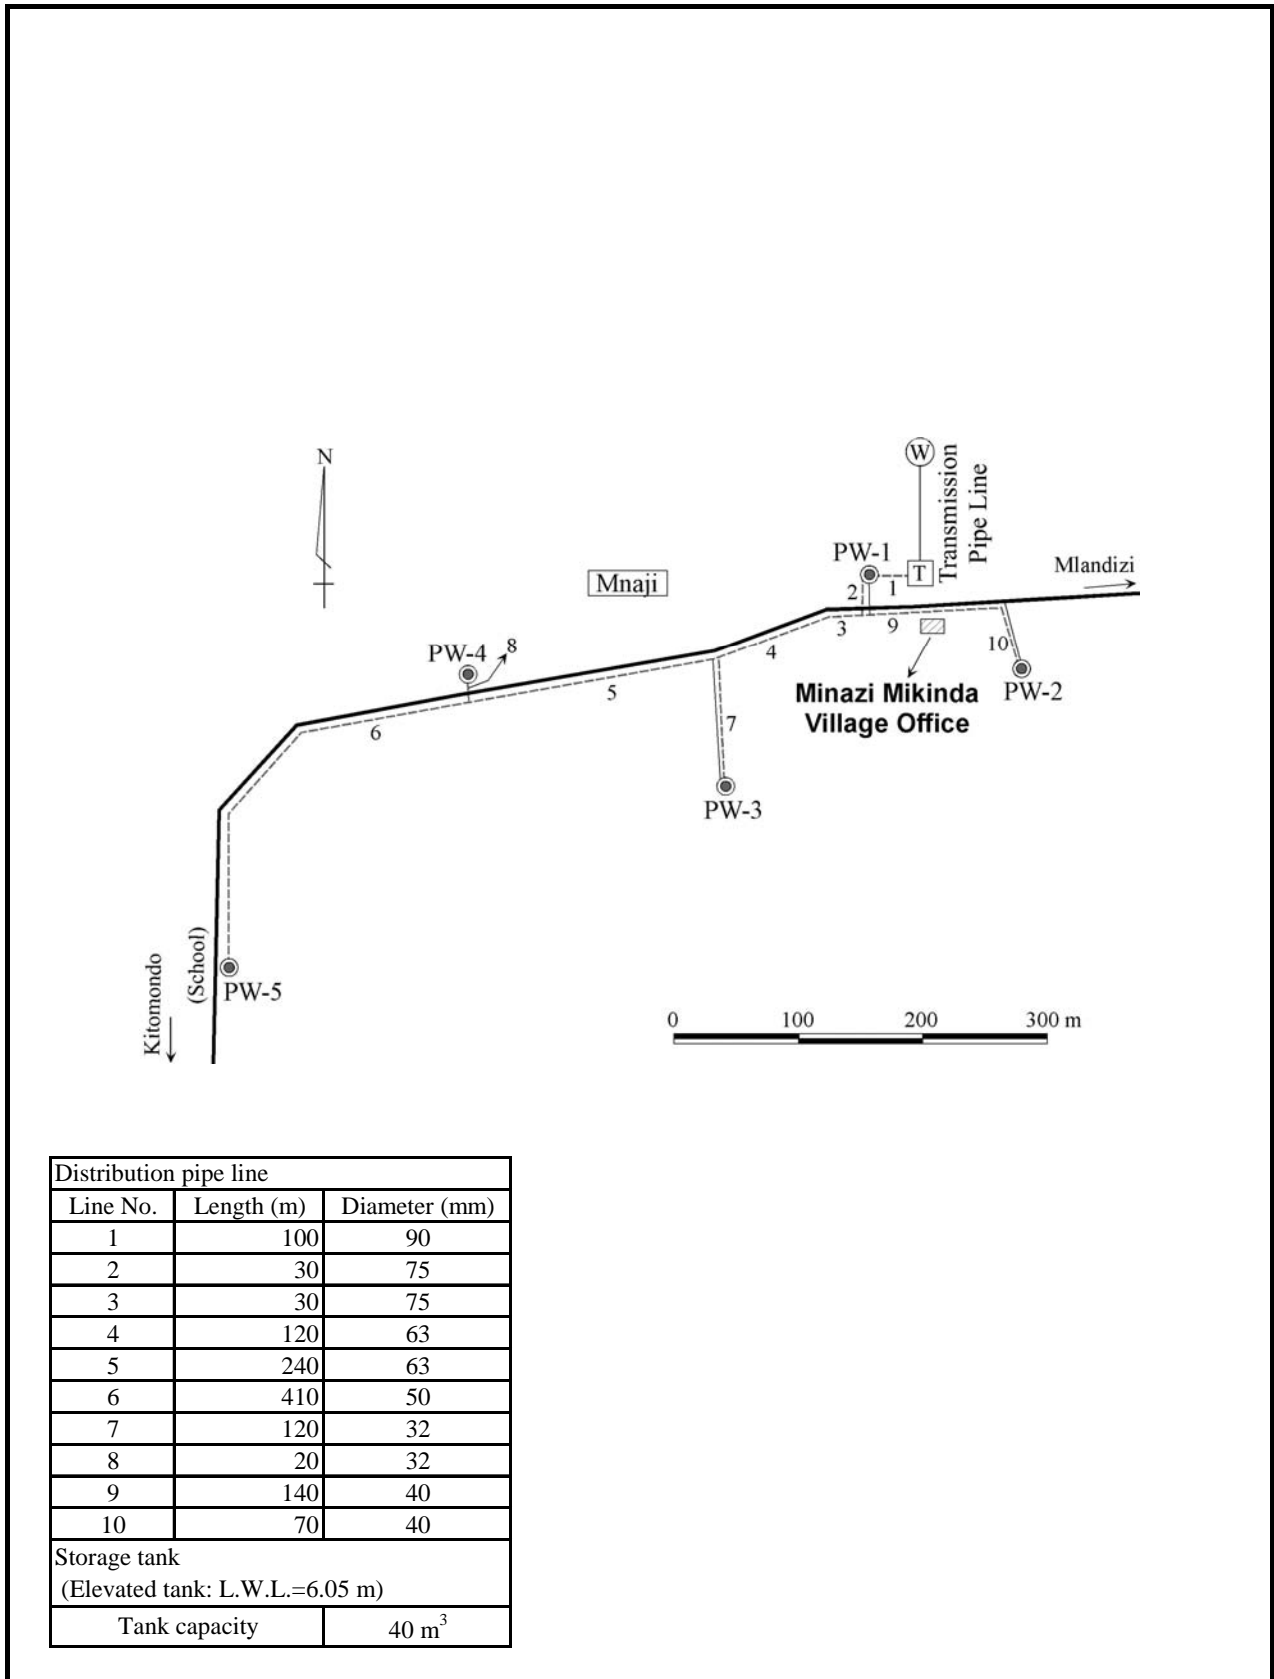 N
W
Transmission
Pipe Line
PW-1
T
Mlandizi
Mnaji
2
1
3
9
10
4
PW-4
8
5
Minazi Mikinda
Village Office
PW-2
6
7
PW-3
(School)
Kitomondo
PW-5
0 100 200 300 m
Distribution pipe line
Line No. Length (m) Diameter (mm)
1 100 90
2 30 75
3 30 75
4 120 63
5 240 63
6 410 50
7 120 32
8 20 32
9 140 40
10 70 40
Storage tank
(Elevated tank: L.W.L.=6.05 m)
Tank capacity 40 m³